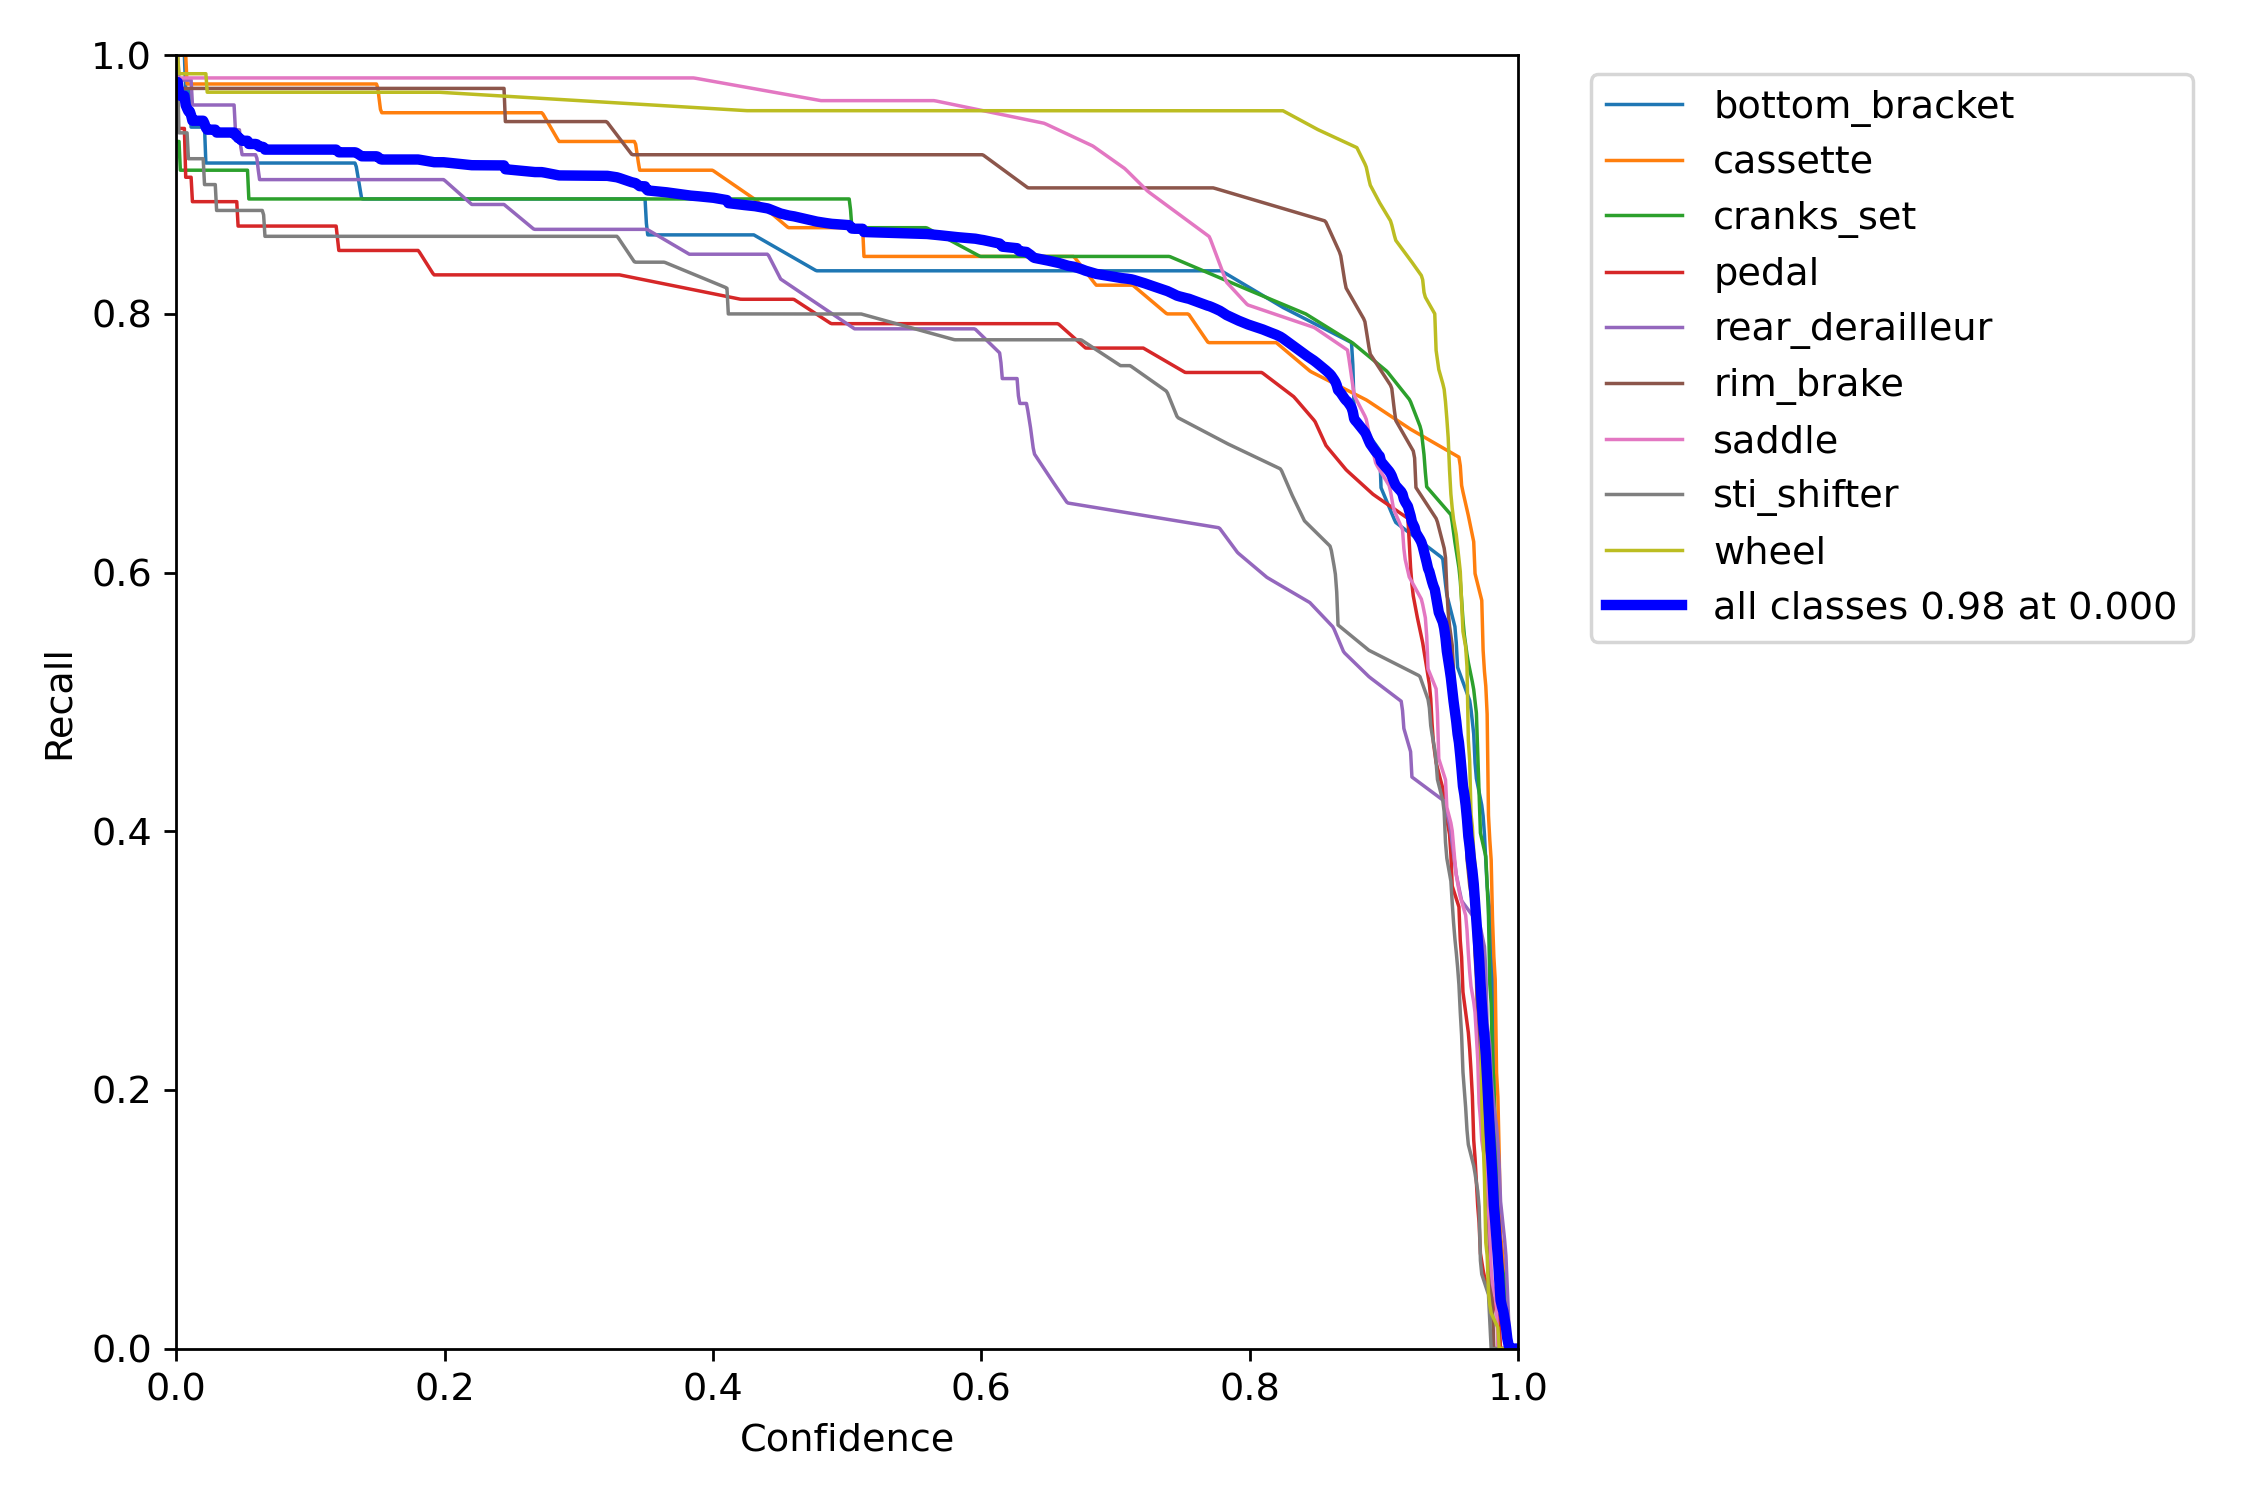 1.0
0.8
0.6
0.4
0.2
0.0
Recall
0.0 0.2 0.4 0.6 0.8 1.0
Confidence
bottom_bracket
cassette
cranks_set
pedal
rear_derailleur
rim_brake
saddle
sti_shifter
wheel
all classes 0.98 at 0.000